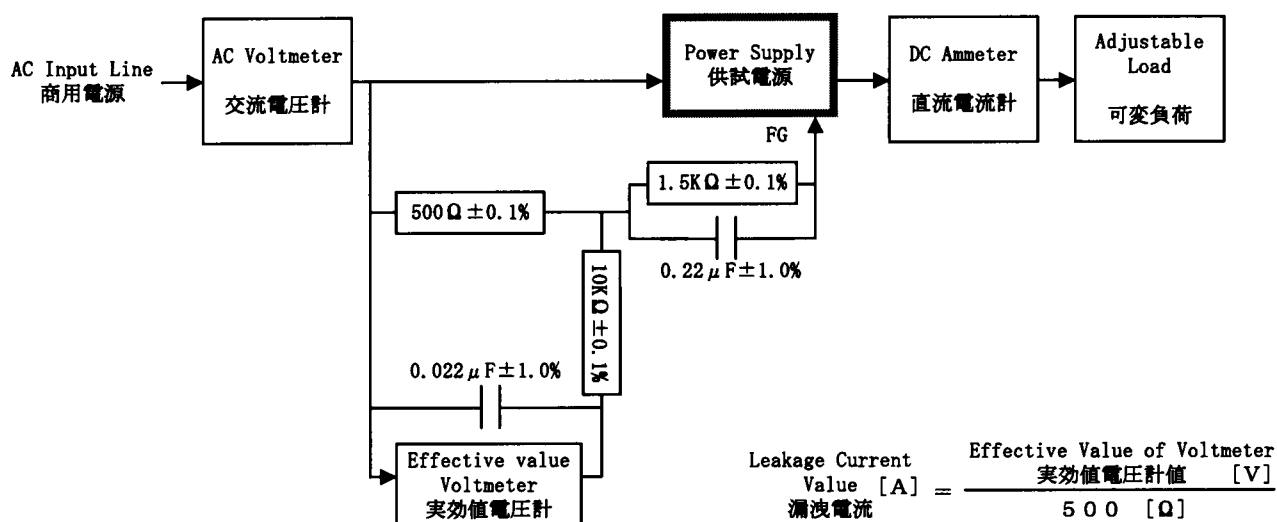 AC Input Line
商用電源
AC Voltmeter
交流電圧計
Power Supply
供試電源
DC Ammeter
直流電流計
Adjustable
Load
可変負荷
FG
500Ω±0.1%
1.5KΩ±0.1%
0.22μF±1.0%
10KΩ±0.1%
0.022μF±1.0%
Effective value
Voltmeter
実効値電圧計
Leakage Current
Value [A] =
漏洩電流
Effective Value of Voltmeter
実効値電圧計値 [V]
500 [Ω]